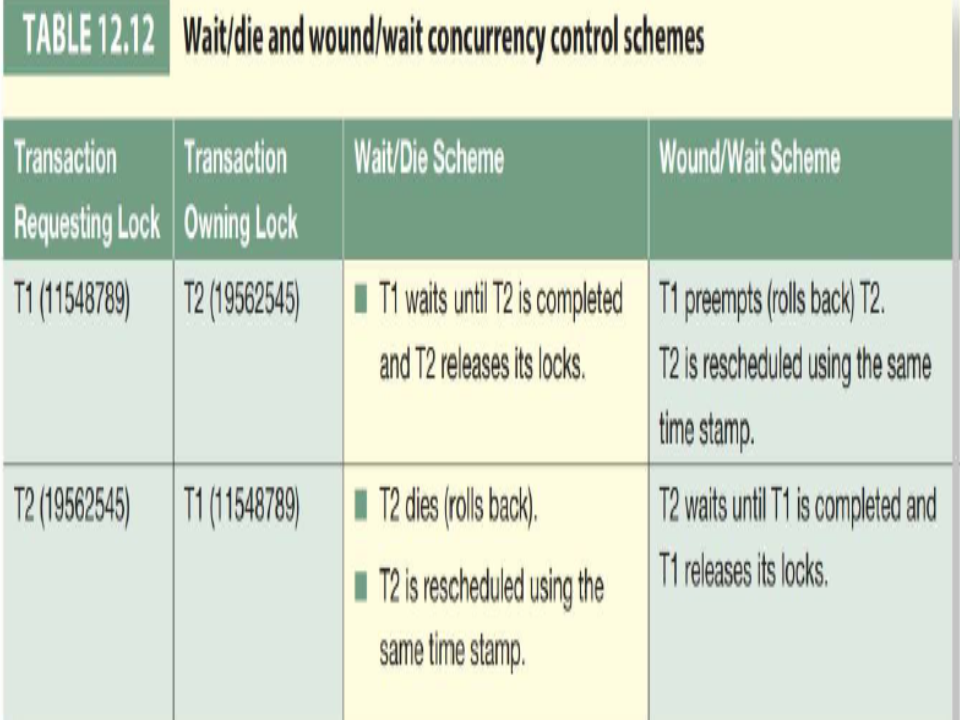 TABLE 12.12 Wait/die and wound/wait concurrency control schemes
Transaction
Requesting Lock
Transaction
Owning Lock
Wait/Die Scheme
Wound/Wait Scheme
T1 (11548789)
T2 (19562545)
T1 waits until T2 is completed
and T2 releases its locks.
T1 preempts (rolls back) T2.
T2 is rescheduled using the same
time stamp.
T2 (19562545)
T1 (11548789)
T2 dies (rolls back).
T2 is rescheduled using the
same time stamp.
T2 waits until T1 is completed and
T1 releases its locks.